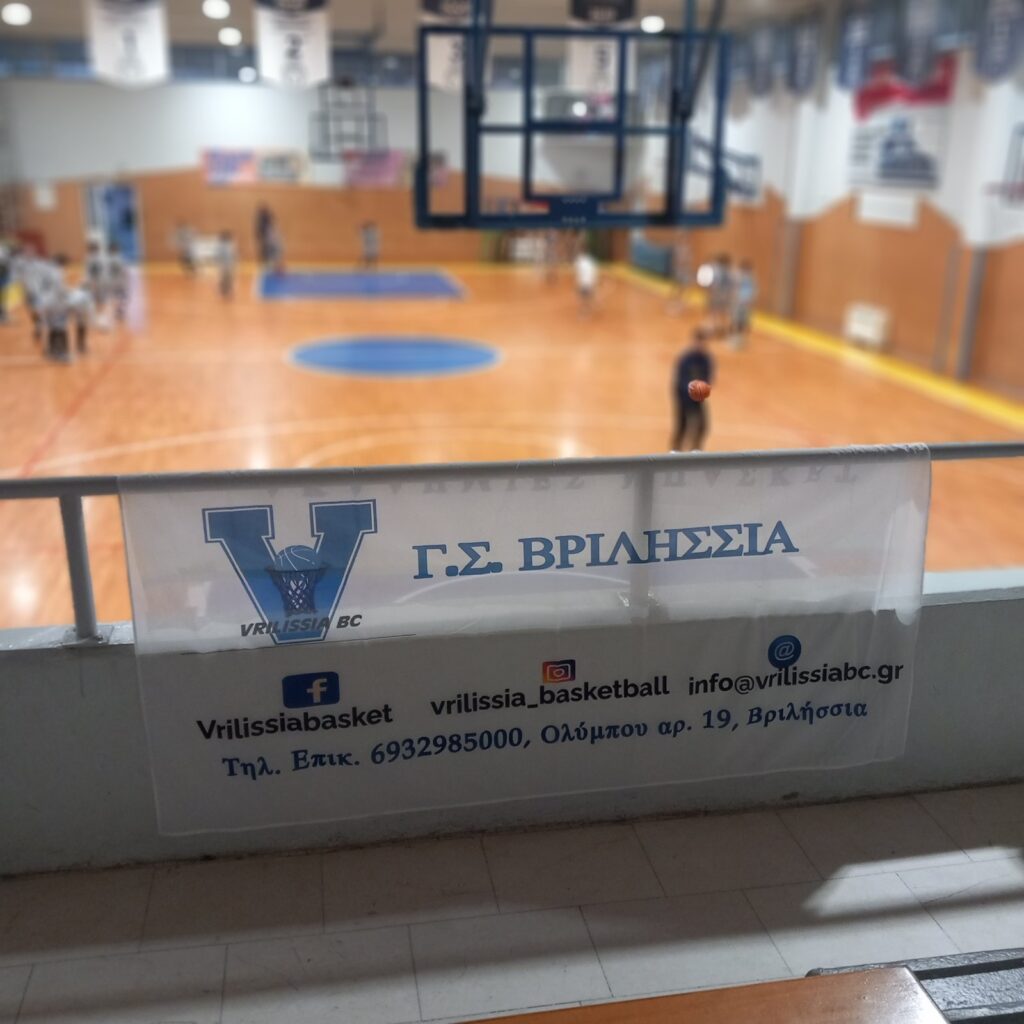 Γ.Σ. ΒΡΙΛΗΣΣΙΑ
VRILISSIA BC
Vrilissiabasket
vrilissia_basketball
info@vrilissiabc.gr
Τηλ. Επικ. 6932985000, Ολύμπου αρ. 19, Βριλήσσια